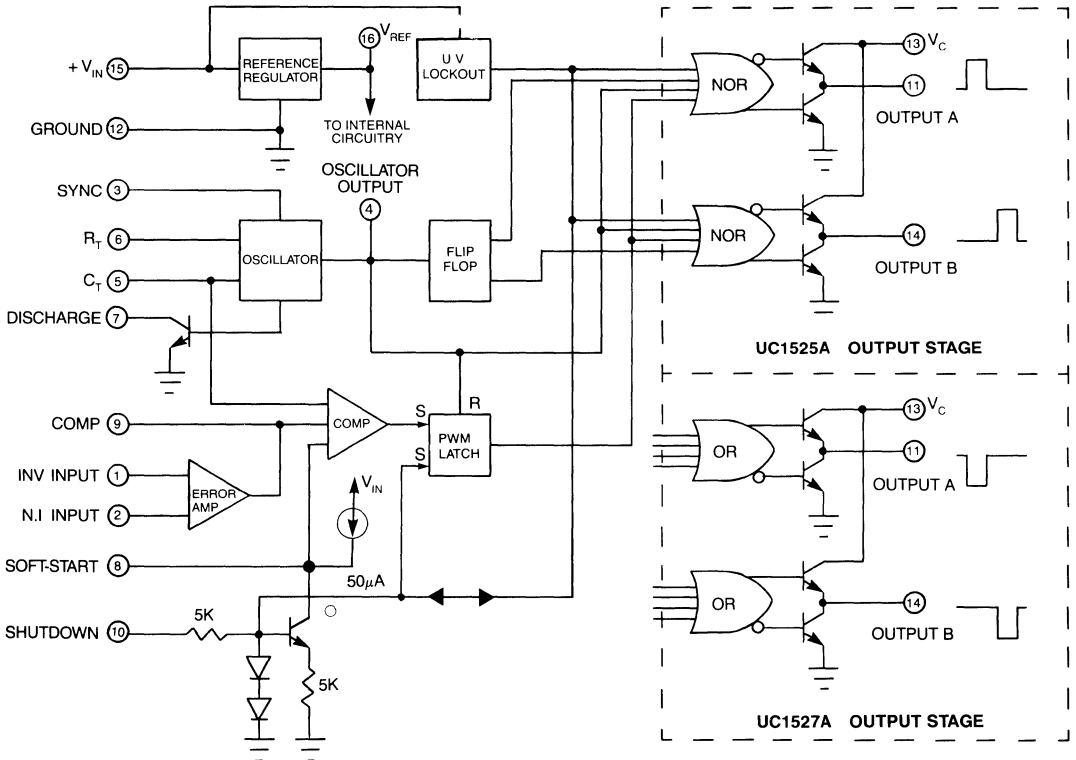 + VIN 15
REFERENCE
REGULATOR
16 VREF
U V
LOCKOUT
GROUND 12
TO INTERNAL
CIRCUITRY
OSCILLATOR
OUTPUT
4
SYNC 3
RT 6
CT 5
OSCILLATOR
FLIP
FLOP
DISCHARGE 7
COMP 9
COMP
S
R
S
PWM
LATCH
INV INPUT 1
N.I INPUT 2
ERROR
AMP
VIN
SOFT-START 8
50µA
SHUTDOWN 10
5K
5K
NOR
13 VC
11
OUTPUT A
NOR
14
OUTPUT B
UC1525A OUTPUT STAGE
OR
13 VC
11
OUTPUT A
OR
14
OUTPUT B
UC1527A OUTPUT STAGE